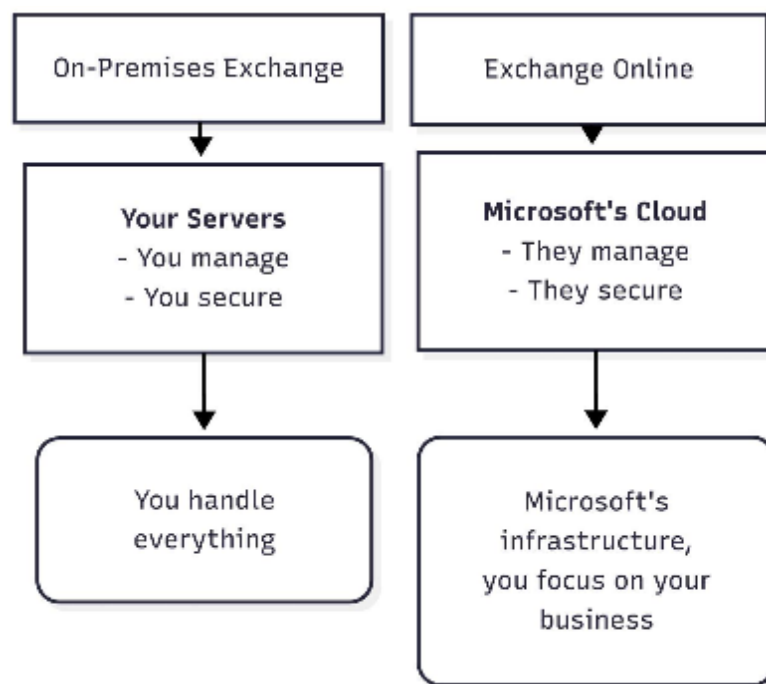 On-Premises Exchange
Your Servers
- You manage
- You secure
You handle
everything
Exchange Online
Microsoft's Cloud
- They manage
- They secure
Microsoft's
infrastructure,
you focus on your
business